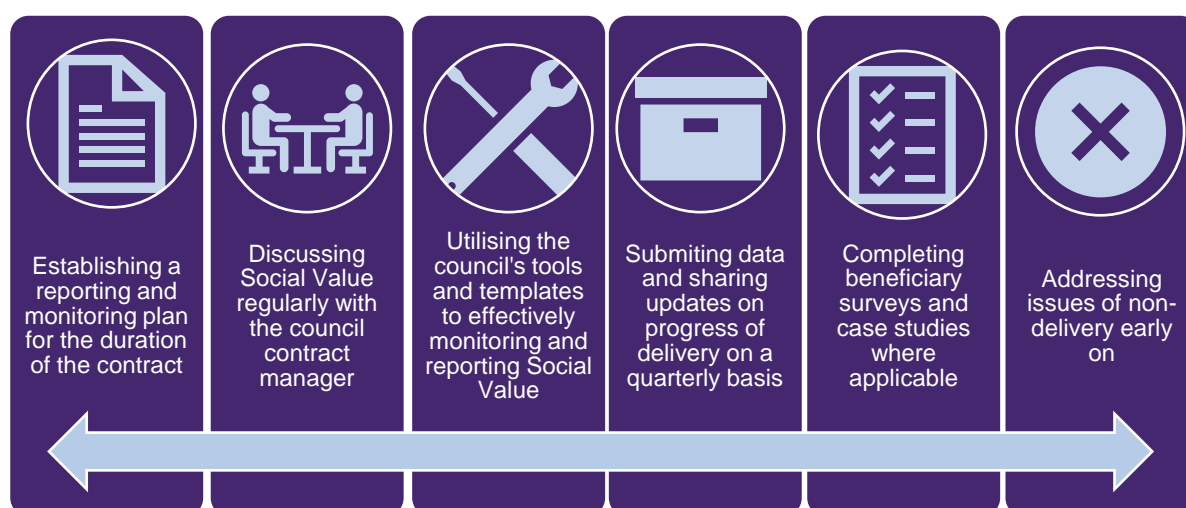 Establishing a
reporting and
monitoring plan
for the duration
of the contract
Discussing
Social Value
regularly with
the council
contract
manager
Utilising the
council's tools
and templates
to effectively
monitoring and
reporting Social
Value
Submiting data
and sharing
updates on
progress of
delivery on a
quarterly basis
Completing
beneficiary
surveys and
case studies
where
applicable
Addressing
issues of non-
delivery early
on